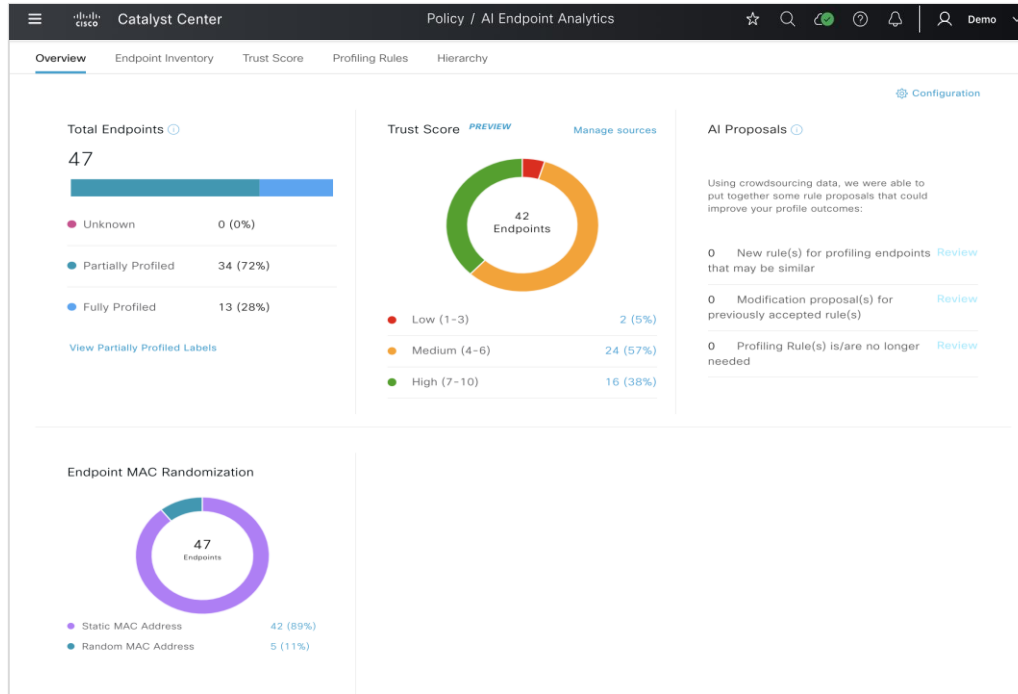 CISCO
Catalyst Center
Policy / AI Endpoint Analytics
Demo
Overview
Endpoint Inventory
Trust Score
Profiling Rules
Hierarchy
Configuration
Total Endpoints
47
Unknown 0 (0%)
Partially Profiled 34 (72%)
Fully Profiled 13 (28%)
View Partially Profiled Labels
Trust Score PREVIEW
Manage sources
42
Endpoints
Low (1-3) 2 (5%)
Medium (4-6) 24 (57%)
High (7-10) 16 (38%)
AI Proposals
Using crowdsourcing data, we were able to
put together some rule proposals that could
improve your profile outcomes:
0 New rule(s) for profiling endpoints Review
that may be similar
0 Modification proposal(s) for Review
previously accepted rule(s)
0 Profiling Rule(s) is/are no longer Review
needed
Endpoint MAC Randomization
47
Endpoints
Static MAC Address 42 (89%)
Random MAC Address 5 (11%)